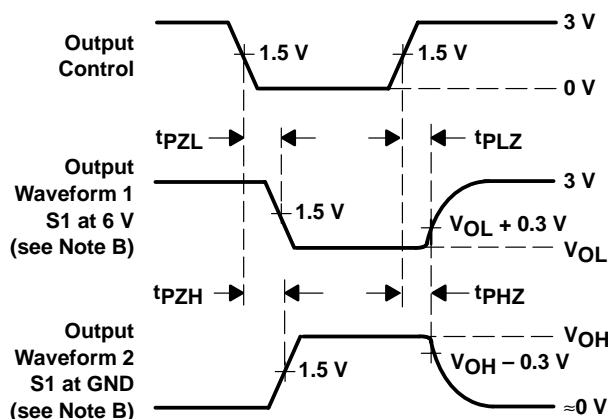 Output
Control
1.5 V
1.5 V
3 V
0 V
tPZL
tPLZ
Output
Waveform 1
S1 at 6 V
(see Note B)
1.5 V
3 V
VOL + 0.3 V
VOL
tPZH
tPHZ
Output
Waveform 2
S1 at GND
(see Note B)
1.5 V
VOH
VOH – 0.3 V
≈0 V